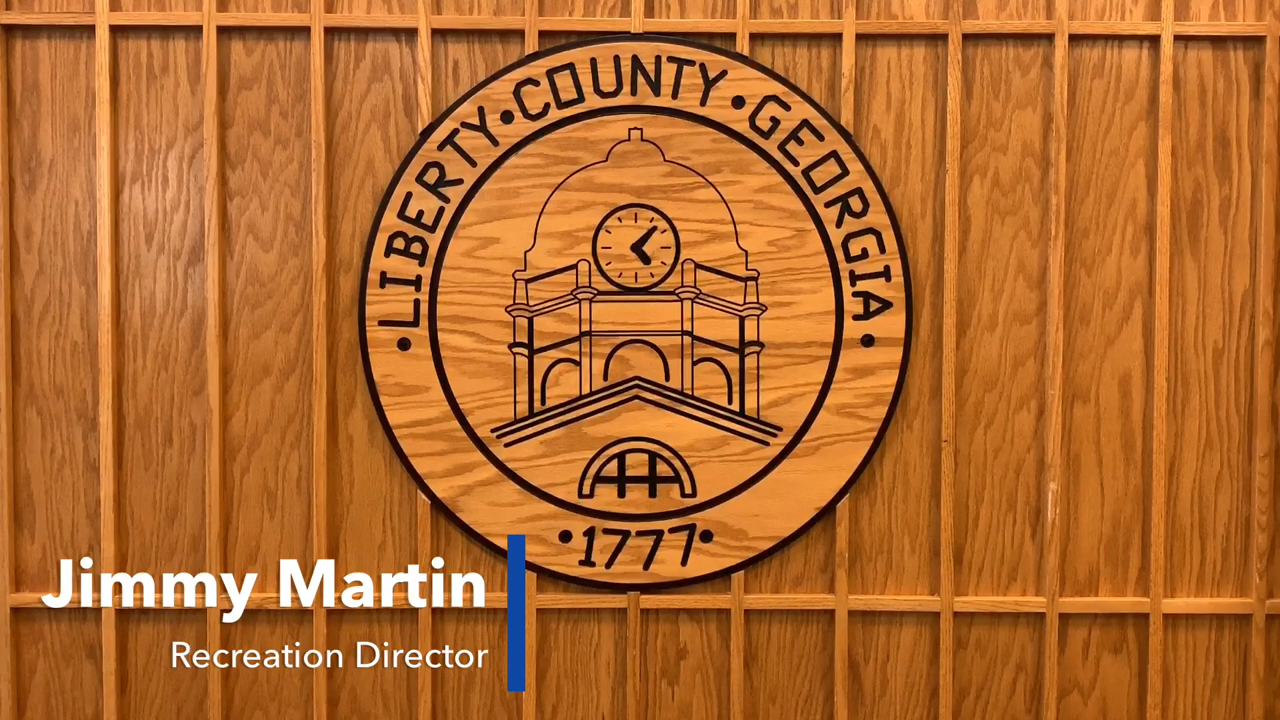 • LIBERTY • COUNTY • GEORGIA •
• 1777 •
Jimmy Martin
Recreation Director